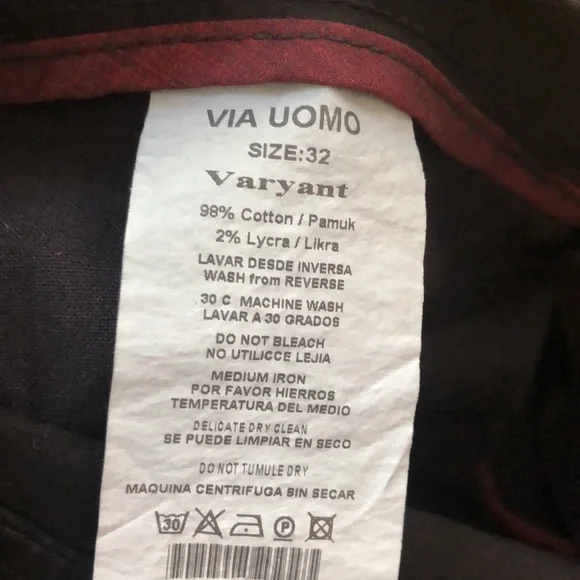 VIA UOMO
SIZE:32
Varyant
98% Cotton / Pamuk
2% Lycra / Likra
LAVAR DESDE INVERSA
WASH from REVERSE
30 C MACHINE WASH
LAVAR A 30 GRADOS
DO NOT BLEACH
NO UTILICCE LEJIA
MEDIUM IRON
POR FAVOR HIERROS
TEMPERATURA DEL MEDIO
DELICATE DRY CLEAN
SE PUEDE LIMPIAR EN SECO
DO NOT TUMULE DRY
MAQUINA CENTRIFUGA SIN SECAR
30 P